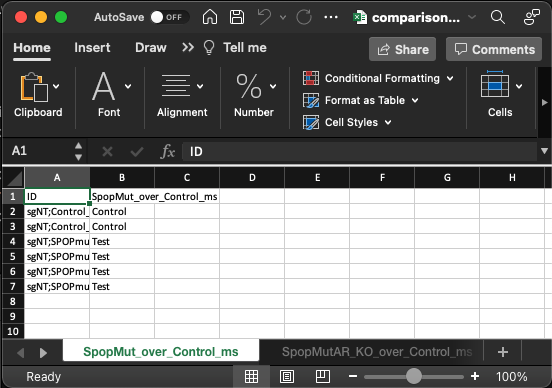 AutoSave OFF ... comparison...
Home Insert Draw >> Tell me Share Comments
Clipboard Font Alignment Number Conditional Formatting Format as Table Cell Styles Cells
A1 fx ID
A B C D E F G H
1 ID SpopMut_over_Control_ms
2 sgNT;Control_ Control
3 sgNT;Control_ Control
4 sgNT;SPOPmu Test
5 sgNT;SPOPmu Test
6 sgNT;SPOPmu Test
7 sgNT;SPOPmu Test
8
9
10
SpopMut_over_Control_ms SpopMutAR_KO_over_Control_ms +
Ready 100%